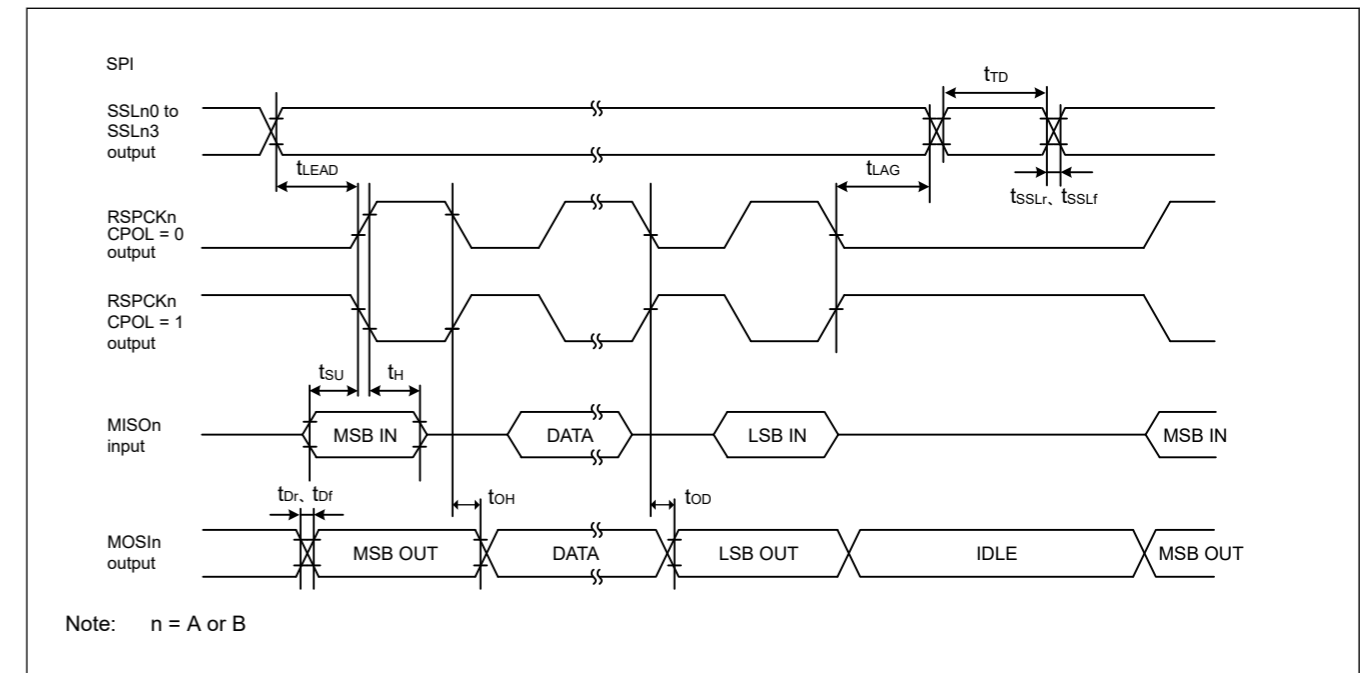 SPI
SSLn0 to
SSLn3
output
tTD
tLEAD
tLAG
tSSLr、tSSLf
RSPCKn
CPOL = 0
output
RSPCKn
CPOL = 1
output
tSU
tH
MISOn
input
MSB IN
DATA
LSB IN
MSB IN
tDr、tDf
tOH
tOD
MOSIn
output
MSB OUT
DATA
LSB OUT
IDLE
MSB OUT
Note: n = A or B